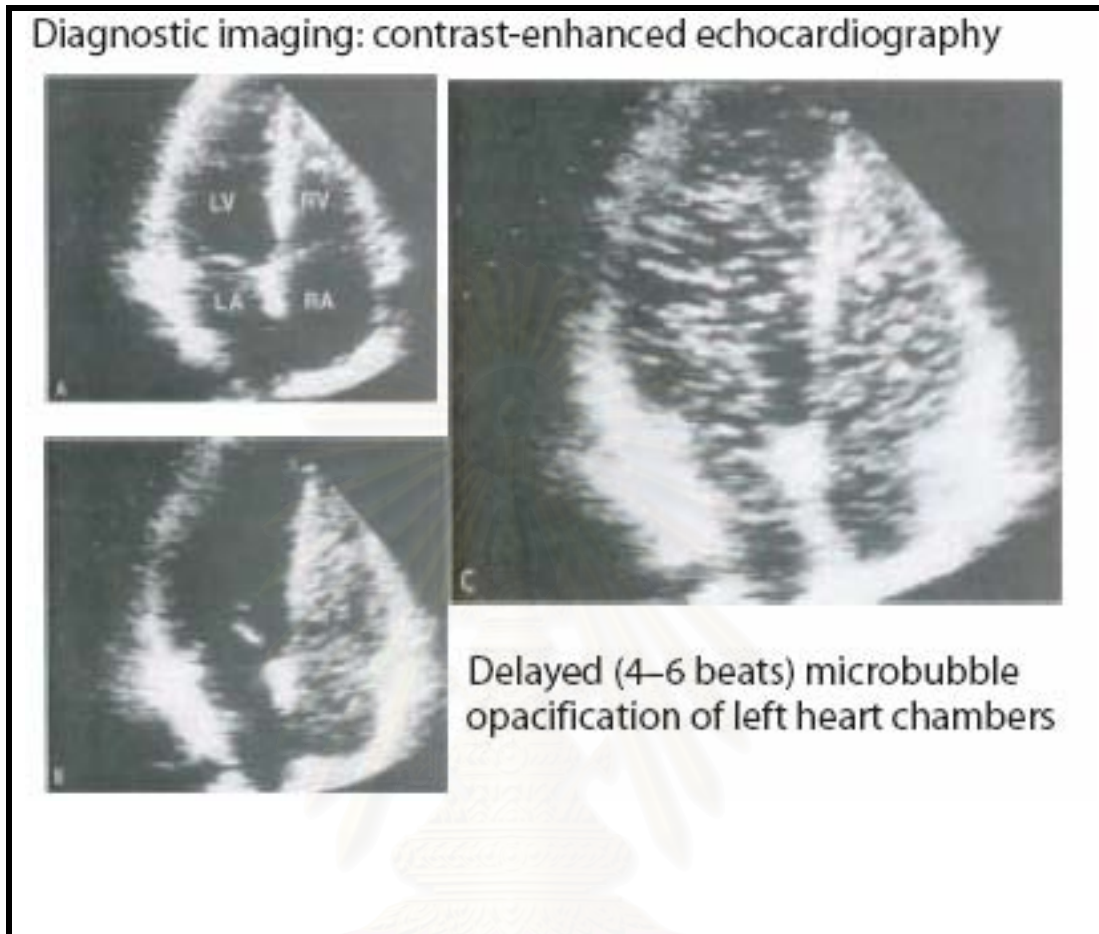 Diagnostic imaging: contrast-enhanced echocardiography
LV RV
LA RA
A
B
C
Delayed (4–6 beats) microbubble
opacification of left heart chambers